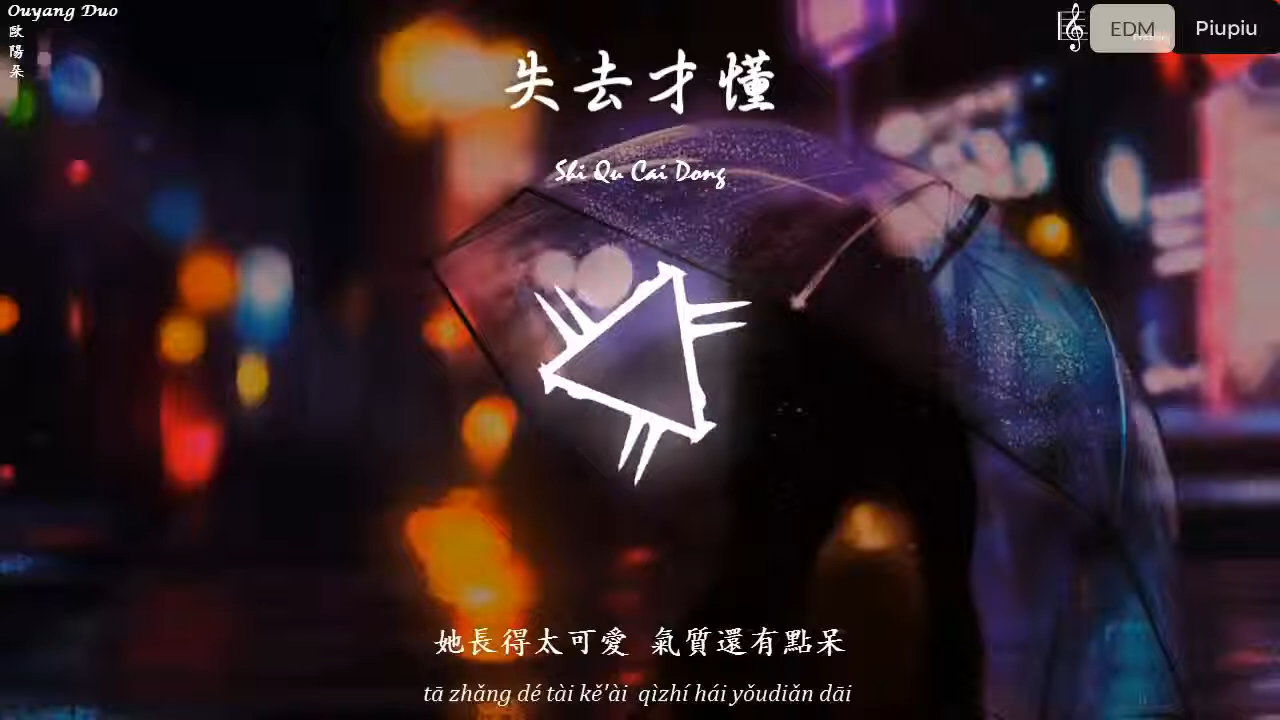 Ouyang Duo
歐陽朵
EDM
Piupiu
失去才懂
Shi Qu Cai Dong
她長得太可愛 氣質還有點呆
tā zhǎng dé tài kě'ài qìzhí hái yǒudiǎn dāi